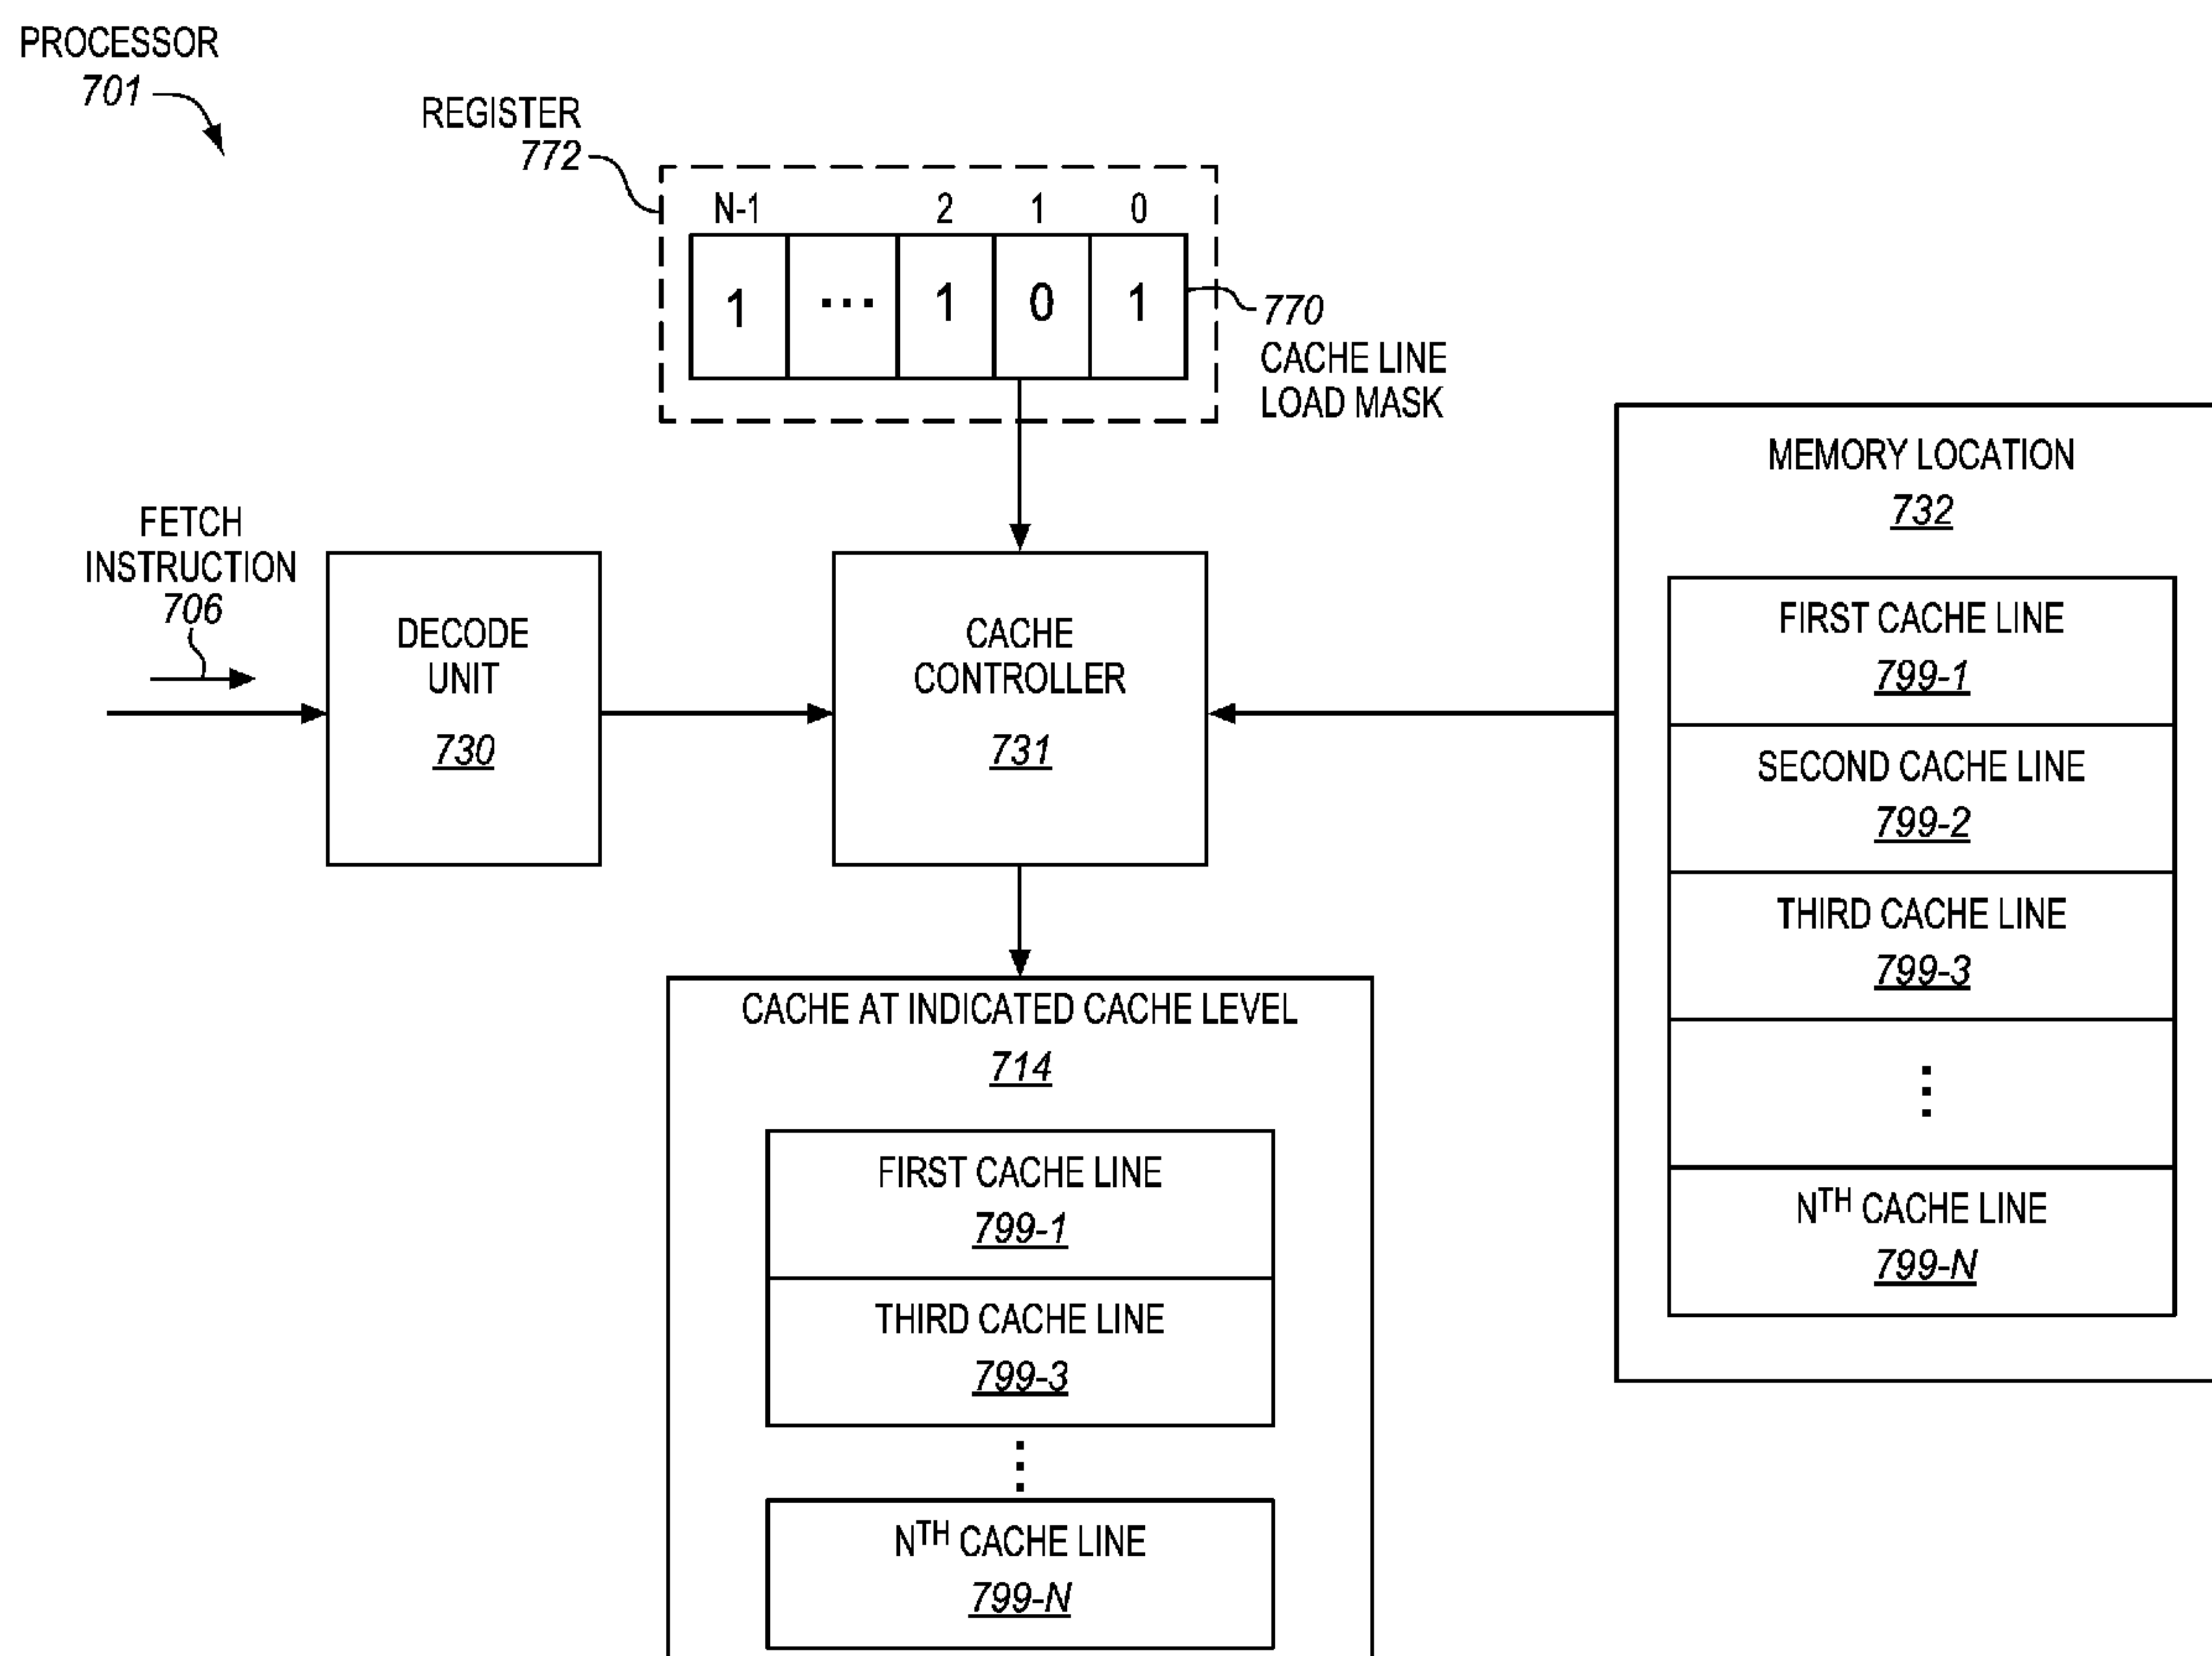 PROCESSOR
701
REGISTER
772
N-1 2 1 0
1 ... 1 0 1
770
CACHE LINE
LOAD MASK
FETCH
INSTRUCTION
706
DECODE
UNIT
730
CACHE
CONTROLLER
731
MEMORY LOCATION
732
FIRST CACHE LINE
799-1
SECOND CACHE LINE
799-2
THIRD CACHE LINE
799-3
⋮
NTH CACHE LINE
799-N
CACHE AT INDICATED CACHE LEVEL
714
FIRST CACHE LINE
799-1
THIRD CACHE LINE
799-3
⋮
NTH CACHE LINE
799-N